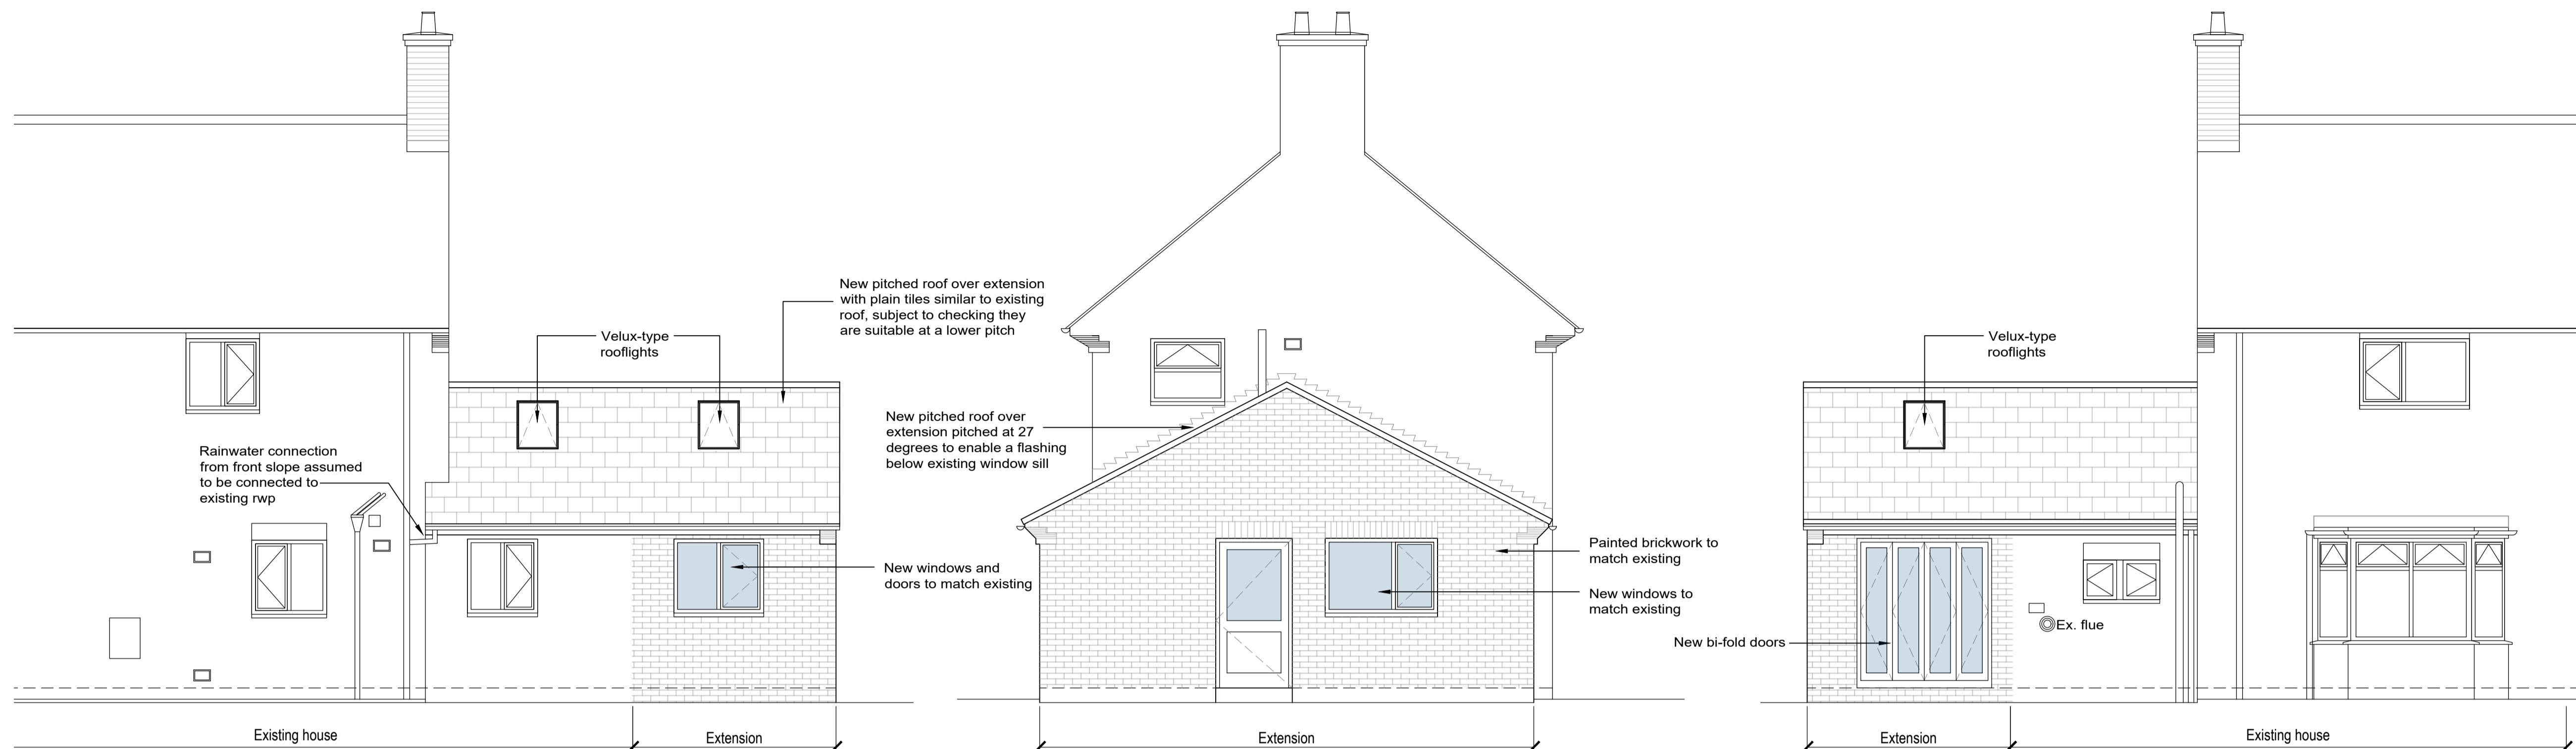 New pitched roof over extension
with plain tiles similar to existing
roof, subject to checking they
are suitable at a lower pitch
Velux-type
rooflights
Rainwater connection
from front slope assumed
to be connected to
existing rwp
New windows and
doors to match existing
Existing house
Extension
New pitched roof over
extension pitched at 27
degrees to enable a flashing
below existing window sill
Painted brickwork to
match existing
New windows to
match existing
Extension
Velux-type
rooflights
New bi-fold doors
Ex. flue
Extension
Existing house